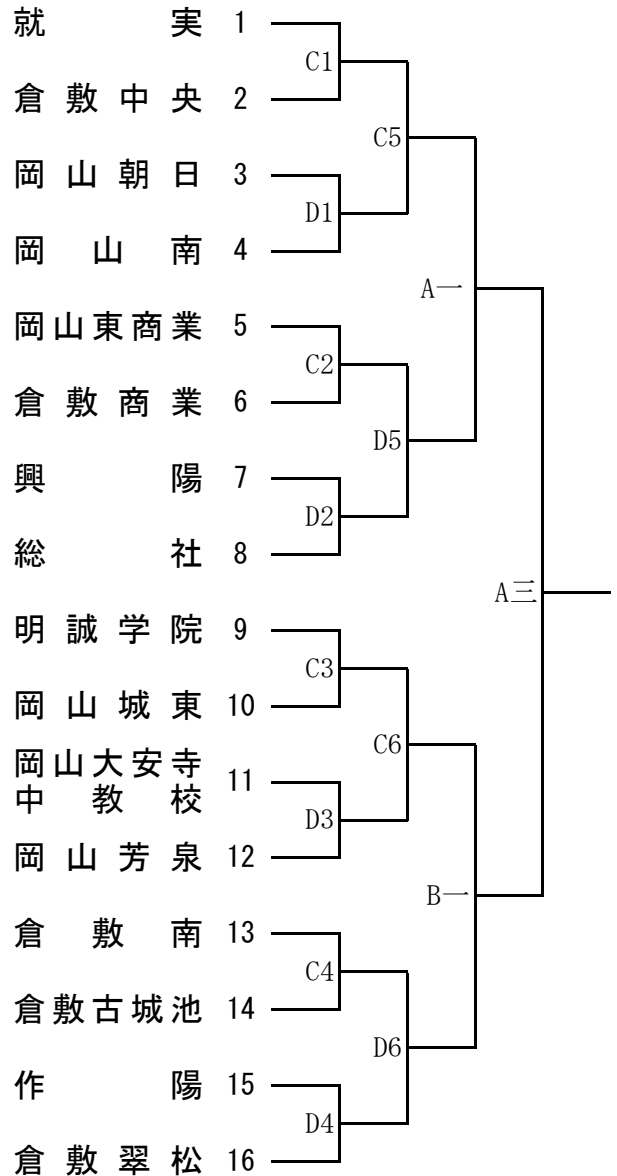 就実 1
C1
倉敷中央 2
C5
岡山朝日 3
D1
岡山南 4
A一
岡山東商業 5
C2
倉敷商業 6
D5
興陽 7
D2
総社 8
A三
明誠学院 9
C3
岡山城東 10
C6
岡山大安寺
中教校 11
D3
岡山芳泉 12
B一
倉敷南 13
C4
倉敷古城池 14
D6
作陽 15
D4
倉敷翠松 16